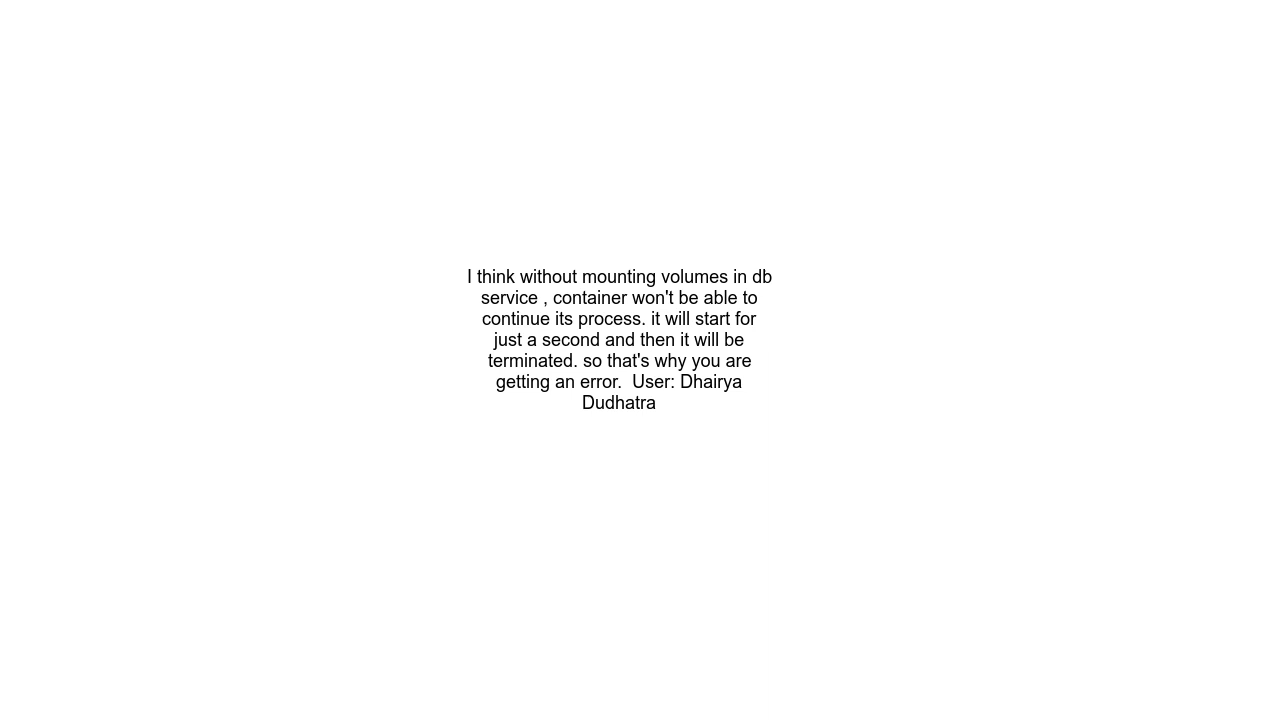 I think without mounting volumes in db
service , container won't be able to
continue its process. it will start for
just a second and then it will be
terminated. so that's why you are
getting an error.  User: Dhairya
Dudhatra